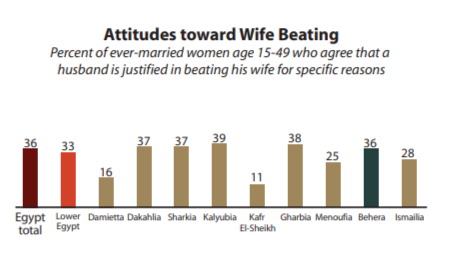 Attitudes toward Wife Beating
Percent of ever-married women age 15-49 who agree that a
husband is justified in beating his wife for specific reasons
36 33 16 37 37 39 11 38 25 36 28
Egypt total Lower Egypt Damietta Dakahlia Sharkia Kalyubia Kafr El-Sheikh Gharbia Menoufia Behera Ismailia